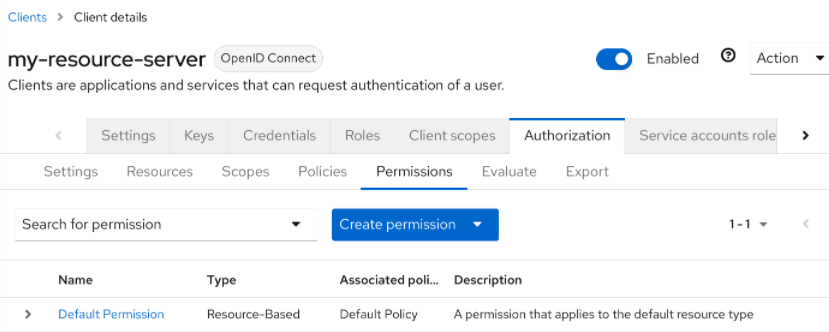 Clients > Client details
my-resource-server OpenID Connect Enabled Action
Clients are applications and services that can request authentication of a user.
Settings Keys Credentials Roles Client scopes Authorization Service accounts role
Settings Resources Scopes Policies Permissions Evaluate Export
Search for permission Create permission 1 - 1
Name Type Associated poli... Description
Default Permission Resource-Based Default Policy A permission that applies to the default resource type